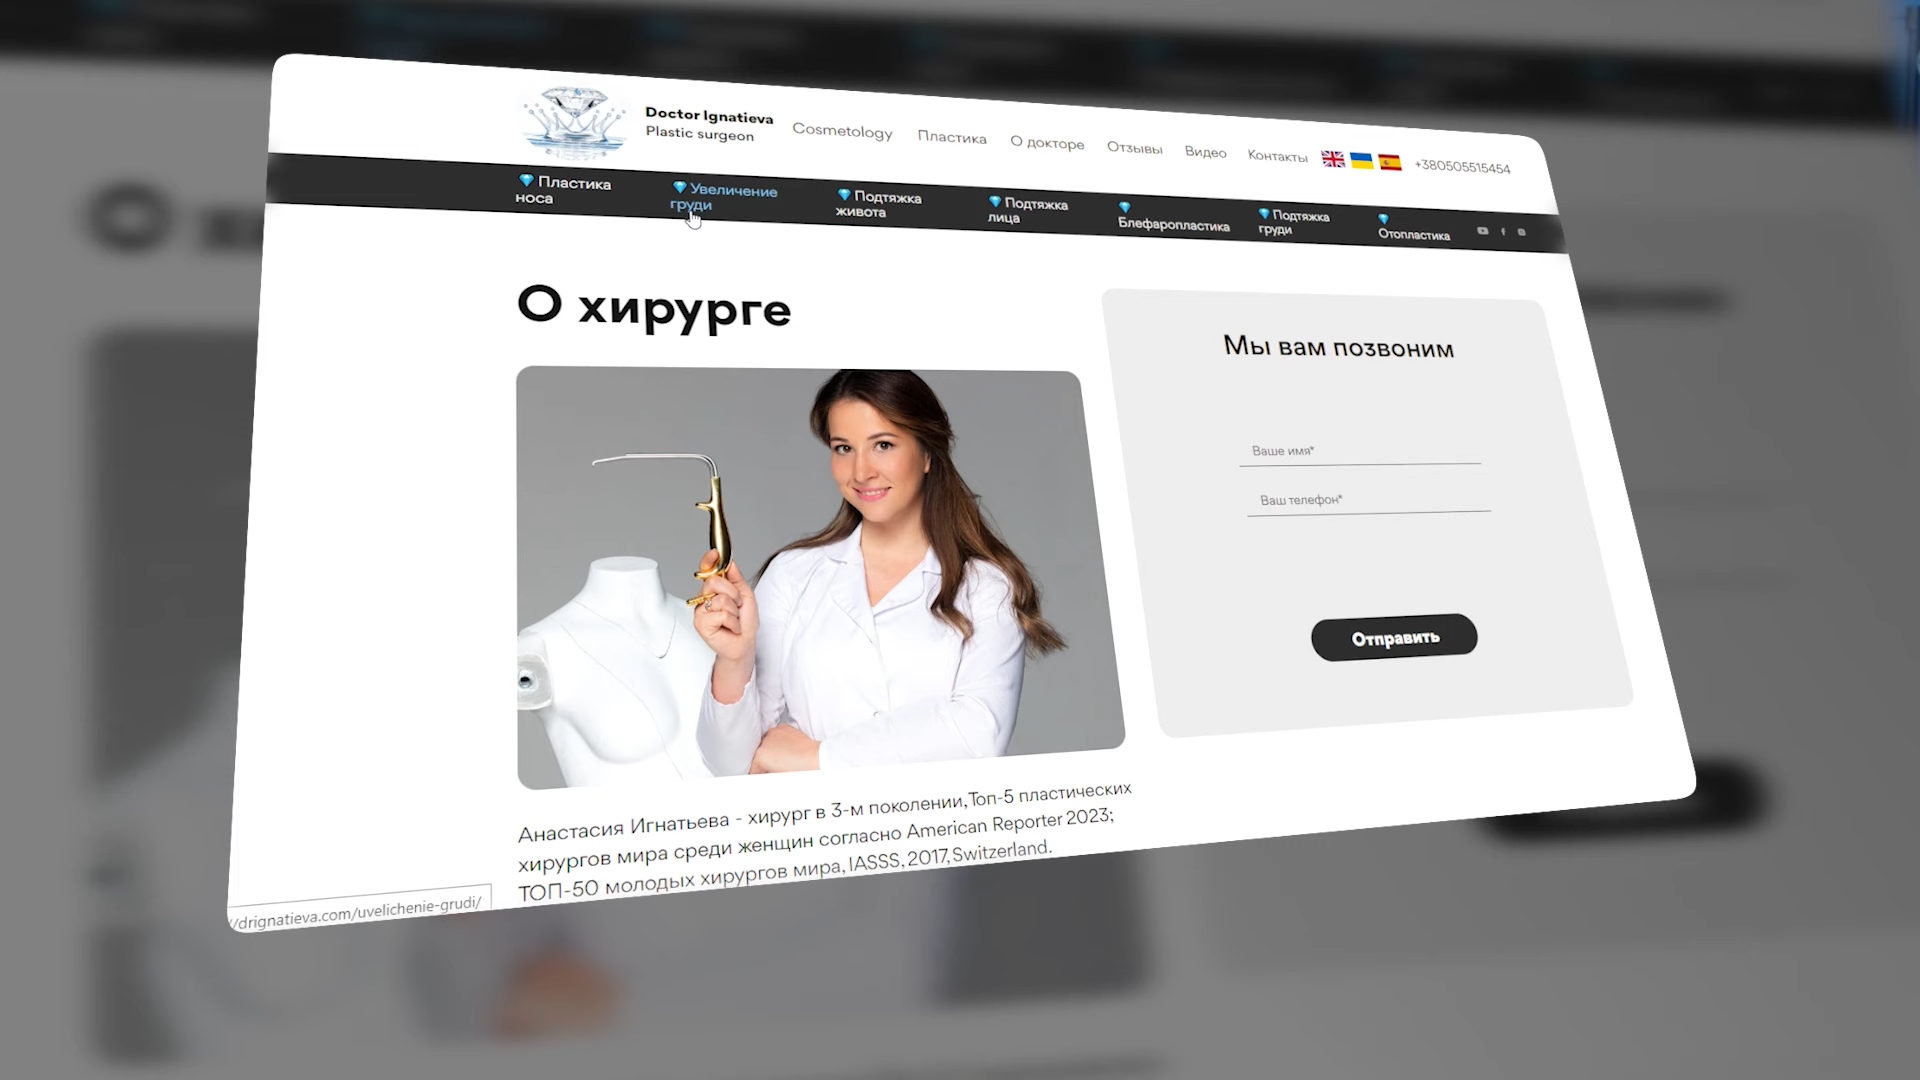 Doctor Ignatieva
Plastic surgeon
Cosmetology
Пластика
О докторе
Отзывы
Видео
Контакты
+380505515454
Пластика
носа
Увеличение
груди
Подтяжка
живота
Подтяжка
лица
Блефаропластика
Подтяжка
груди
Отопластика
О хирурге
Мы вам позвоним
Ваше имя*
Ваш телефон*
Отправить
Анастасия Игнатьева - хирург в 3-м поколении, Топ-5 пластических
хирургов мира среди женщин согласно American Reporter 2023;
ТОП-50 молодых хирургов мира, IASSS, 2017, Switzerland.
/drignatieva.com/uvelichenie-grudi/